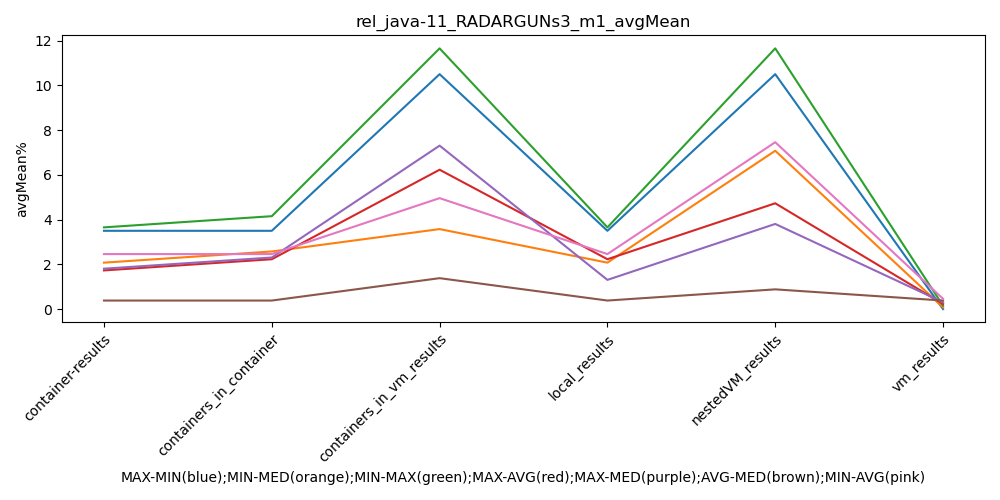 rel_java-11_RADARGUNs3_m1_avgMean
12
10
8
6
4
2
0
avgMean%
container-results
containers_in_container
containers_in_vm_results
local_results
nestedVM_results
vm_results
MAX-MIN(blue);MIN-MED(orange);MIN-MAX(green);MAX-AVG(red);MAX-MED(purple);AVG-MED(brown);MIN-AVG(pink)